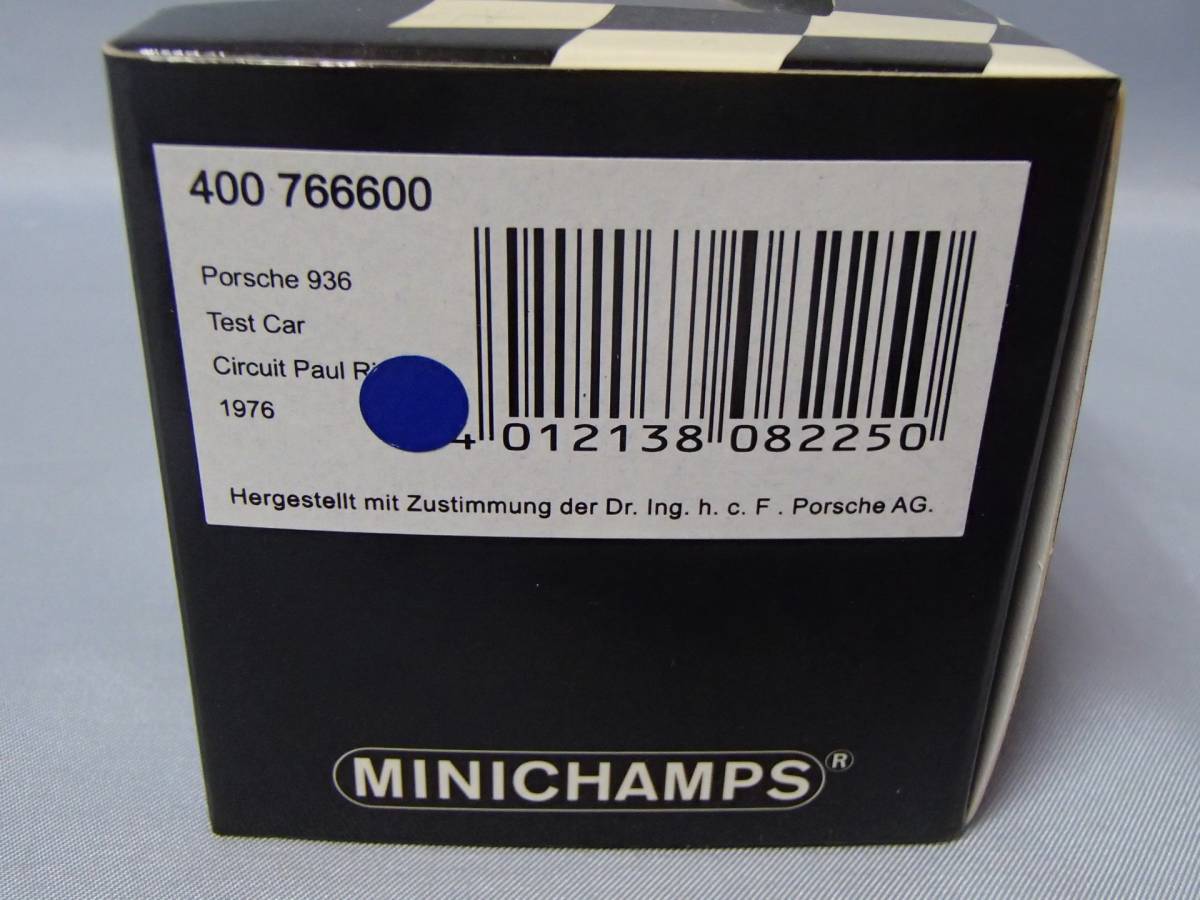 400 766600
Porsche 936
Test Car
Circuit Paul
1976
4 012138 082250
Hergestellt mit Zustimmung der Dr. Ing. h. c. F . Porsche AG.
MINICHAMPS®